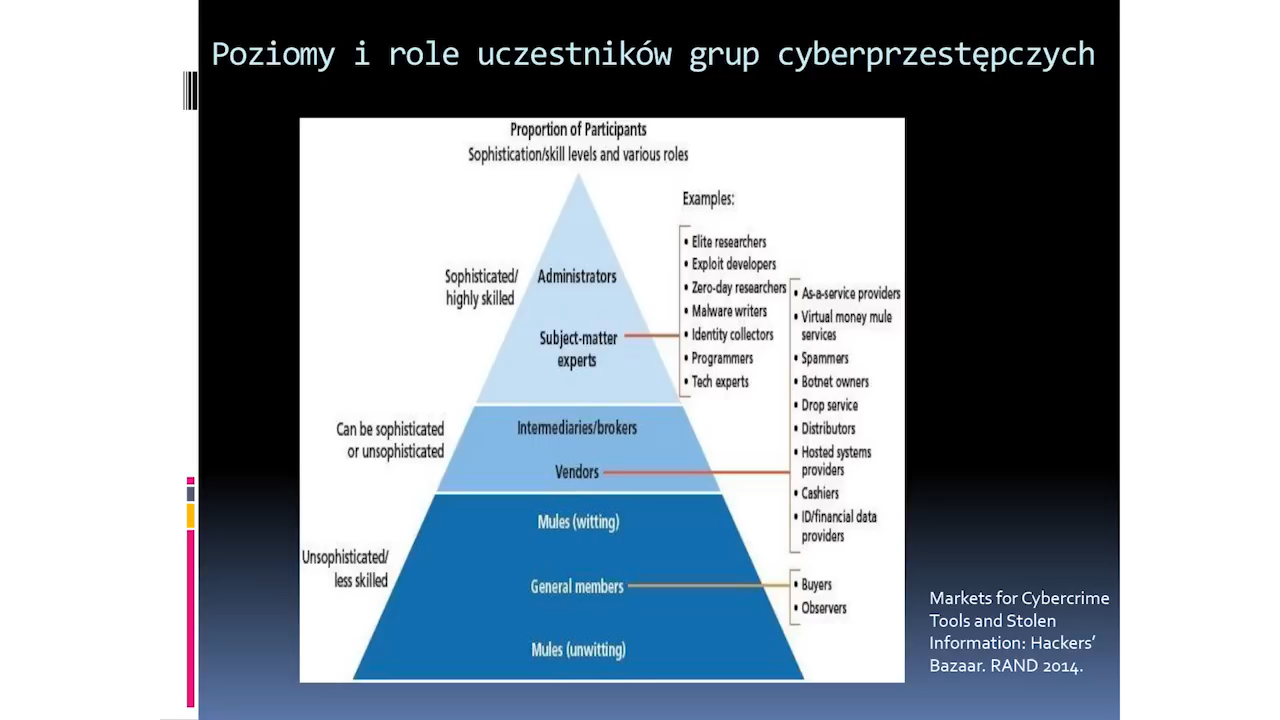 Poziomy i role uczestników grup cyberprzestępczych
Proportion of Participants
Sophistication/skill levels and various roles
Examples:
Sophisticated/
highly skilled
Administrators
Subject-matter
experts
• Elite researchers
• Exploit developers
• Zero-day researchers
• Malware writers
• Identity collectors
• Programmers
• Tech experts
Can be sophisticated
or unsophisticated
Intermediaries/brokers
Vendors
• As-a-service providers
• Virtual money mule
services
• Spammers
• Botnet owners
• Drop service
• Distributors
• Hosted systems
providers
• Cashiers
• ID/financial data
providers
Unsophisticated/
less skilled
Mules (witting)
General members
Mules (unwitting)
• Buyers
• Observers
Markets for Cybercrime
Tools and Stolen
Information: Hackers’
Bazaar. RAND 2014.